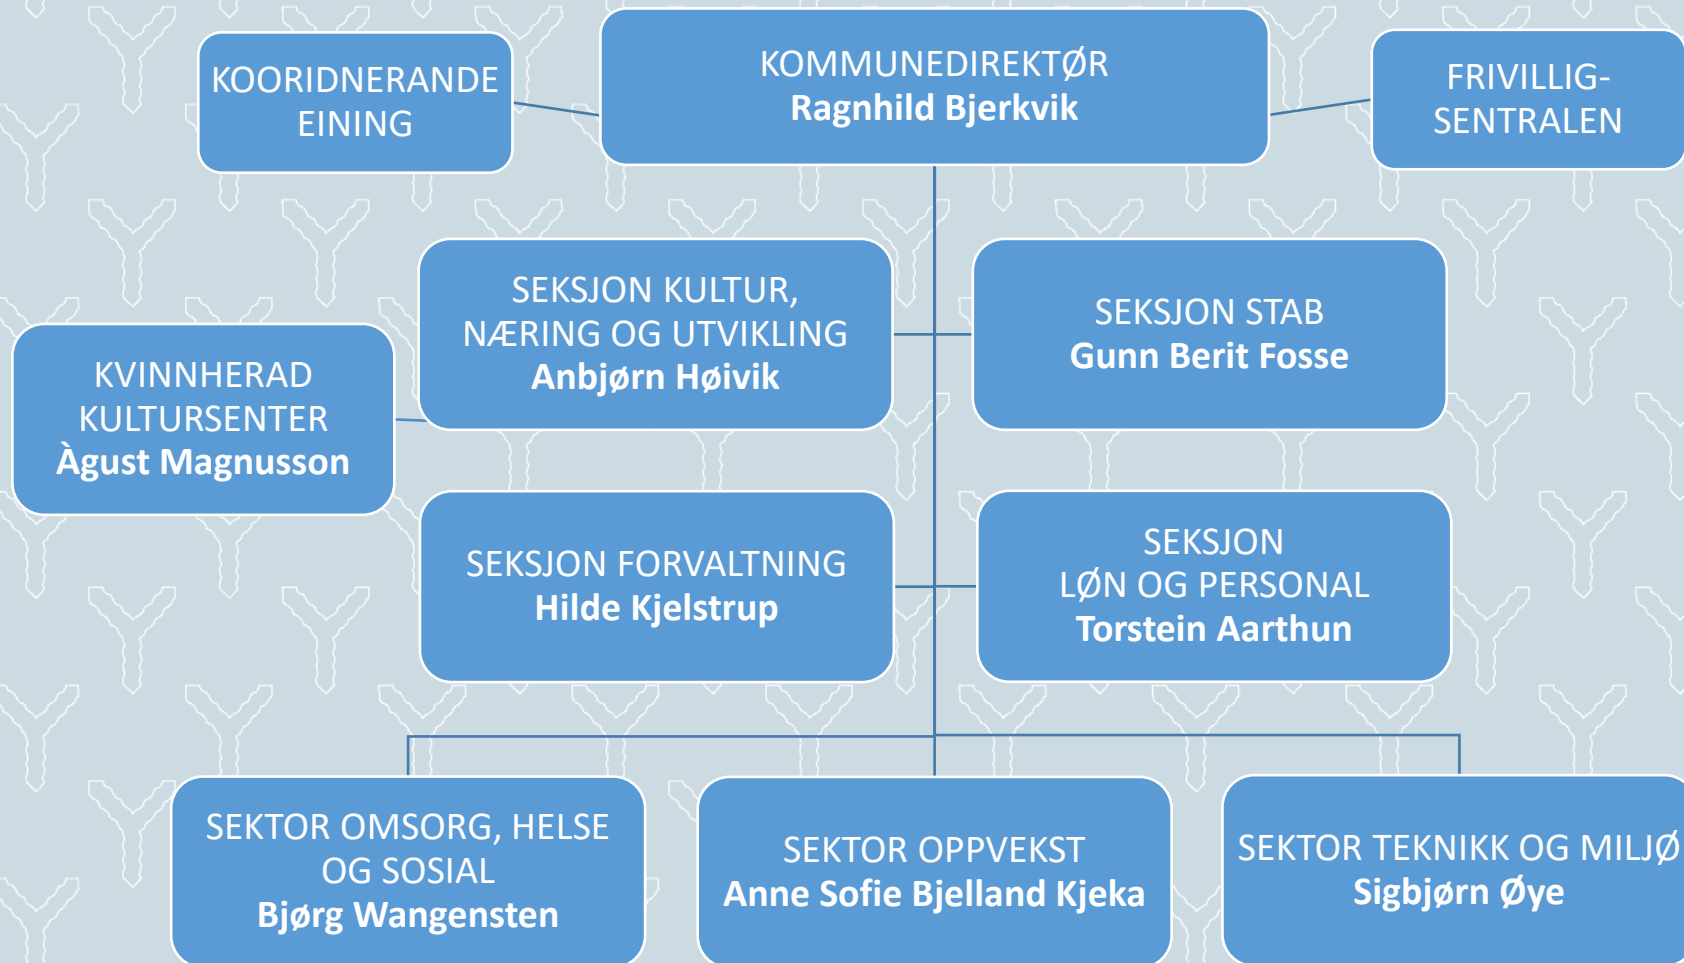 KOORIDNERANDE
EINING
KOMMUNEDIREKTØR
Ragnhild Bjerkvik
FRIVILLIG-
SENTRALEN
SEKSJON KULTUR,
NÆRING OG UTVIKLING
Anbjørn Høivik
SEKSJON STAB
Gunn Berit Fosse
KVINNHERAD
KULTURSENTER
Àgust Magnusson
SEKSJON FORVALTNING
Hilde Kjelstrup
SEKSJON
LØN OG PERSONAL
Torstein Aarthun
SEKTOR OMSORG, HELSE
OG SOSIAL
Bjørg Wangensten
SEKTOR OPPVEKST
Anne Sofie Bjelland Kjeka
SEKTOR TEKNIKK OG MILJØ
Sigbjørn Øye